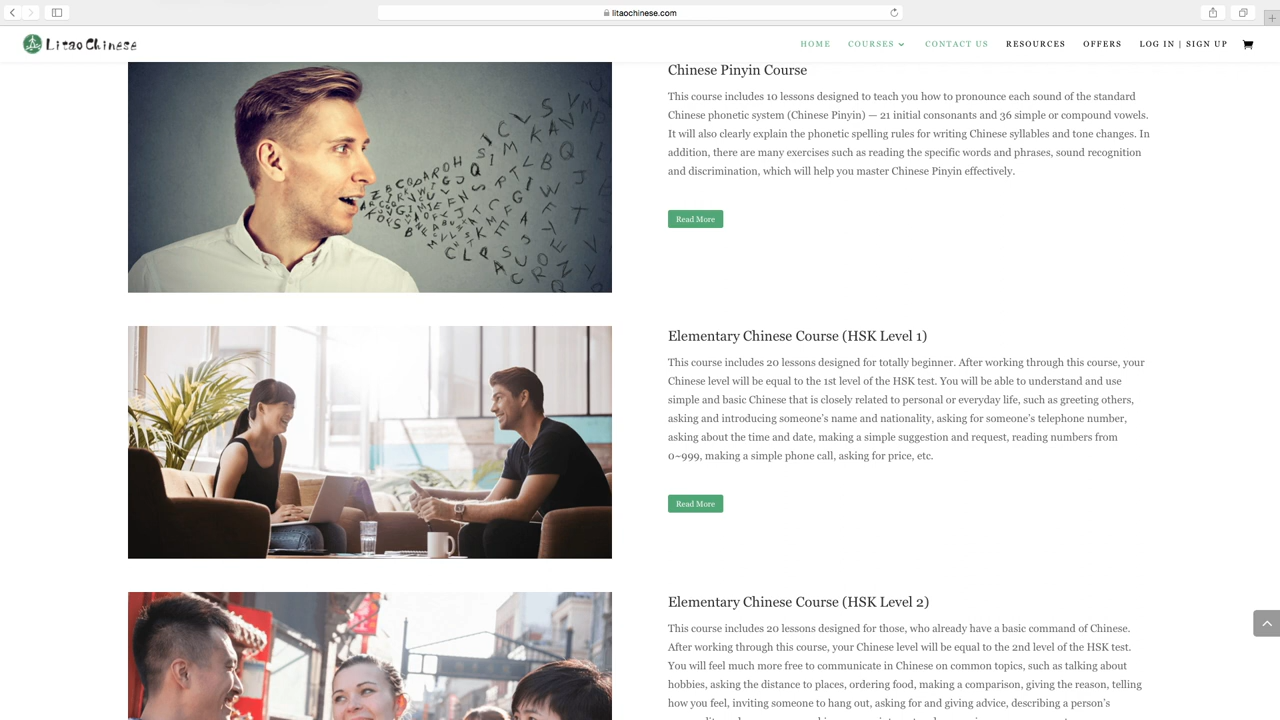 litaochinese.com
Litao Chinese
HOME COURSES CONTACT US RESOURCES OFFERS LOG IN | SIGN UP
Chinese Pinyin Course
This course includes 10 lessons designed to teach you how to pronounce each sound of the standard
Chinese phonetic system (Chinese Pinyin) — 21 initial consonants and 36 simple or compound vowels.
It will also clearly explain the phonetic spelling rules for writing Chinese syllables and tone changes. In
addition, there are many exercises such as reading the specific words and phrases, sound recognition
and discrimination, which will help you master Chinese Pinyin effectively.
Read More
Elementary Chinese Course (HSK Level 1)
This course includes 20 lessons designed for totally beginner. After working through this course, your
Chinese level will be equal to the 1st level of the HSK test. You will be able to understand and use
simple and basic Chinese that is closely related to personal or everyday life, such as greeting others,
asking and introducing someone's name and nationality, asking for someone's telephone number,
asking about the time and date, making a simple suggestion and request, reading numbers from
0~999, making a simple phone call, asking for price, etc.
Read More
Elementary Chinese Course (HSK Level 2)
This course includes 20 lessons designed for those, who already have a basic command of Chinese.
After working through this course, your Chinese level will be equal to the 2nd level of the HSK test.
You will feel much more free to communicate in Chinese on common topics, such as talking about
hobbies, asking the distance to places, ordering food, making a comparison, giving the reason, telling
how you feel, inviting someone to hang out, asking for and giving advice, describing a person's